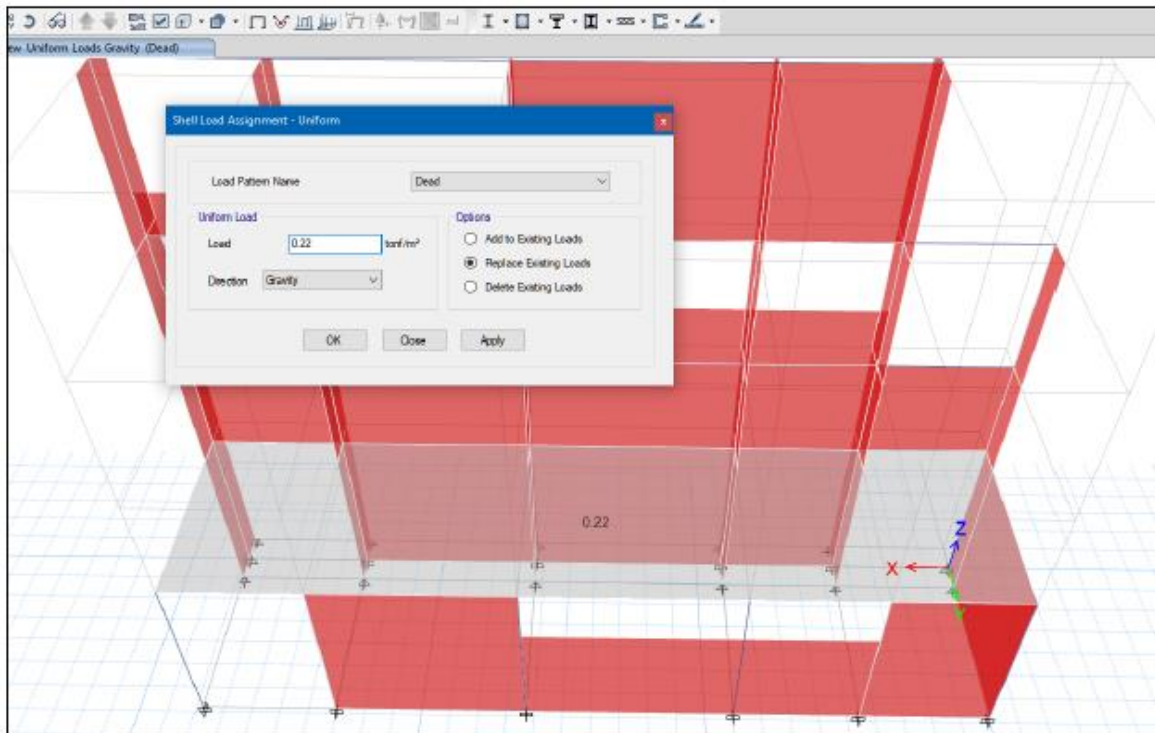 ew Uniform Loads Gravity (Dead)
Shell Load Assignment - Uniform
x
Load Pattern Name Dead
Uniform Load
Load 0.22 tonf/m²
Direction Gravity
Options
Add to Existing Loads
Replace Existing Loads
Delete Existing Loads
OK Close Apply
0.22
Z
X
Y